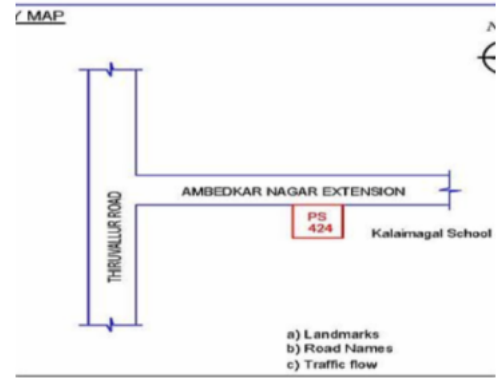 Y MAP
N
AMBEDKAR NAGAR EXTENSION
THIRUVALLUR ROAD
PS
424
Kalaimagal School
a) Landmarks
b) Road Names
c) Traffic flow